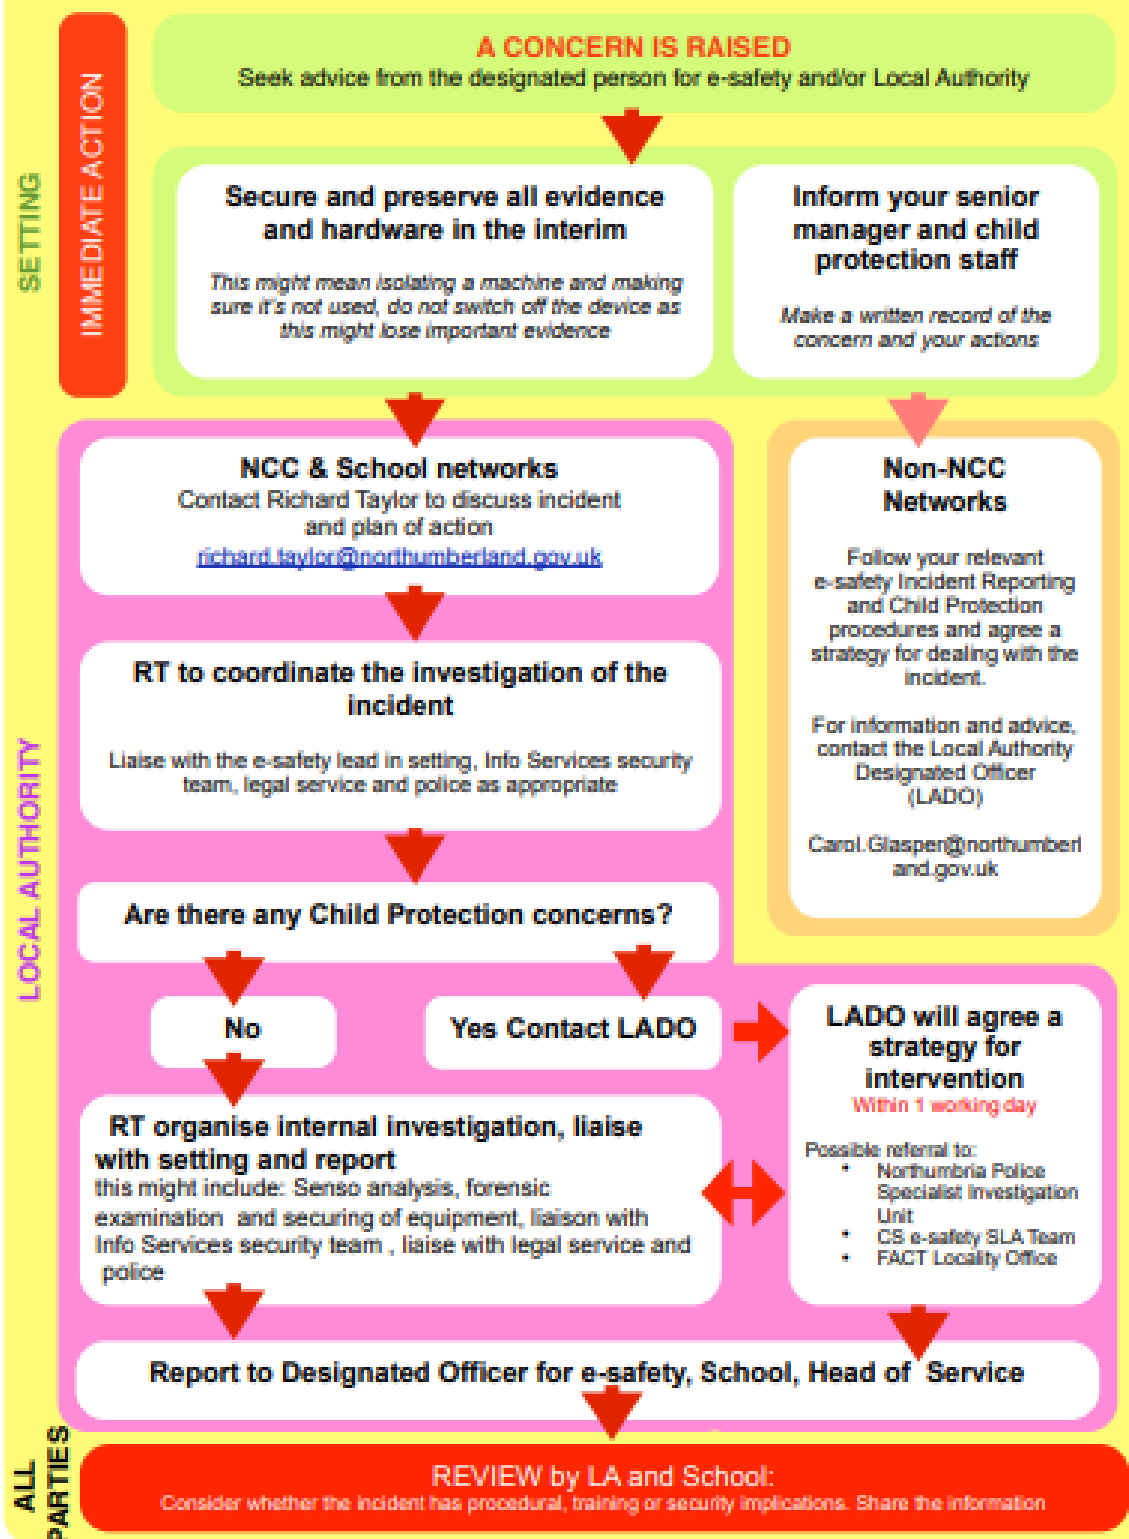 A CONCERN IS RAISED
Seek advice from the designated person for e-safety and/or Local Authority
SETTING
IMMEDIATE ACTION
Secure and preserve all evidence
and hardware in the interim
This might mean isolating a machine and making
sure it's not used, do not switch off the device as
this might lose important evidence
Inform your senior
manager and child
protection staff
Make a written record of the
concern and your actions
LOCAL AUTHORITY
NCC & School networks
Contact Richard Taylor to discuss incident
and plan of action
richard.taylor@northumberland.gov.uk
Non-NCC
Networks
Follow your relevant
e-safety Incident Reporting
and Child Protection
procedures and agree a
strategy for dealing with the
incident.
For information and advice,
contact the Local Authority
Designated Officer
(LADO)
Carol.Glasper@northumberl
and.gov.uk
RT to coordinate the investigation of the
incident
Liaise with the e-safety lead in setting, Info Services security
team, legal service and police as appropriate
Are there any Child Protection concerns?
No
Yes Contact LADO
LADO will agree a
strategy for
intervention
Within 1 working day
Possible referral to:
• Northumbria Police
Specialist Investigation
Unit
• CS e-safety SLA Team
• FACT Locality Office
RT organise internal investigation, liaise
with setting and report
this might include: Senso analysis, forensic
examination and securing of equipment, liaison with
Info Services security team , liaise with legal service and
police
Report to Designated Officer for e-safety, School, Head of Service
ALL
PARTIES
REVIEW by LA and School:
Consider whether the incident has procedural, training or security implications. Share the information